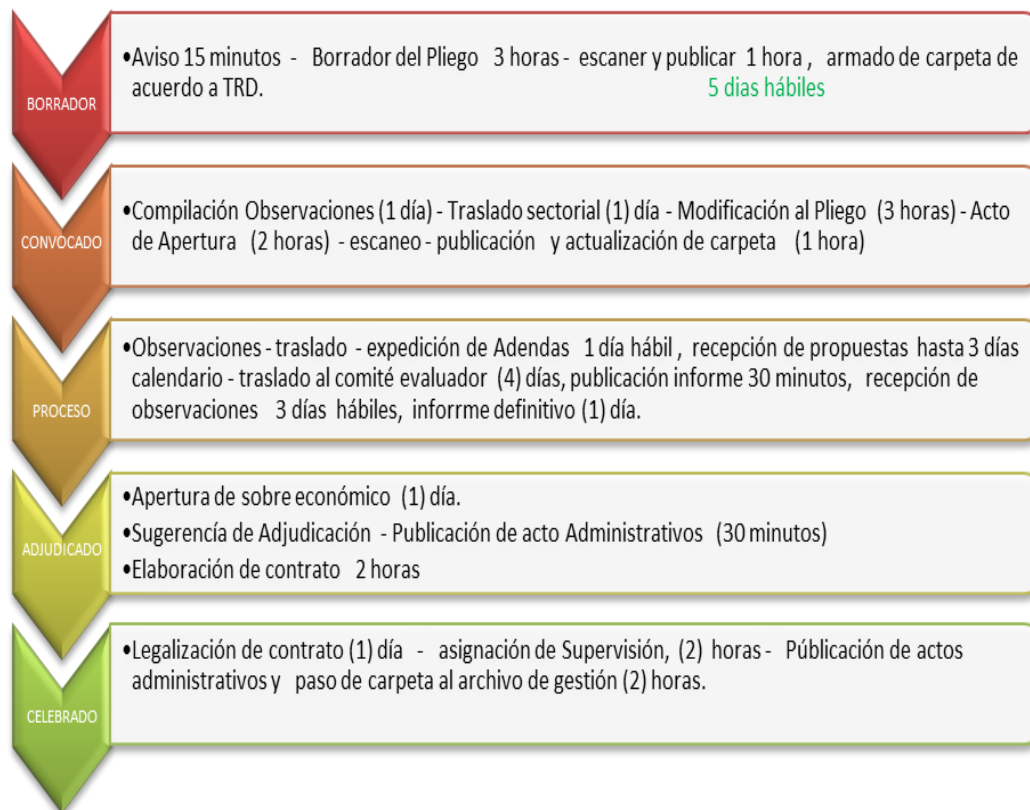 •Aviso 15 minutos - Borrador del Pliego 3 horas - escaner y publicar 1 hora , armado de carpeta de
acuerdo a TRD. 5 dias hábiles
BORRADOR
•Compilación Observaciones (1 día) - Traslado sectorial (1) día - Modificación al Pliego (3 horas) - Acto
de Apertura (2 horas) - escaneo - publicación y actualización de carpeta (1 hora)
CONVOCADO
•Observaciones - traslado - expedición de Adendas 1 día hábil , recepción de propuestas hasta 3 días
calendario - traslado al comité evaluador (4) días, publicación informe 30 minutos, recepción de
observaciones 3 días hábiles, inforrme definitivo (1) día.
PROCESO
•Apertura de sobre económico (1) día.
•Sugerencía de Adjudicación - Publicación de acto Administrativos (30 minutos)
•Elaboración de contrato 2 horas
ADJUDICADO
•Legalización de contrato (1) día - asignación de Supervisión, (2) horas - Públicación de actos
administrativos y paso de carpeta al archivo de gestión (2) horas.
CELEBRADO